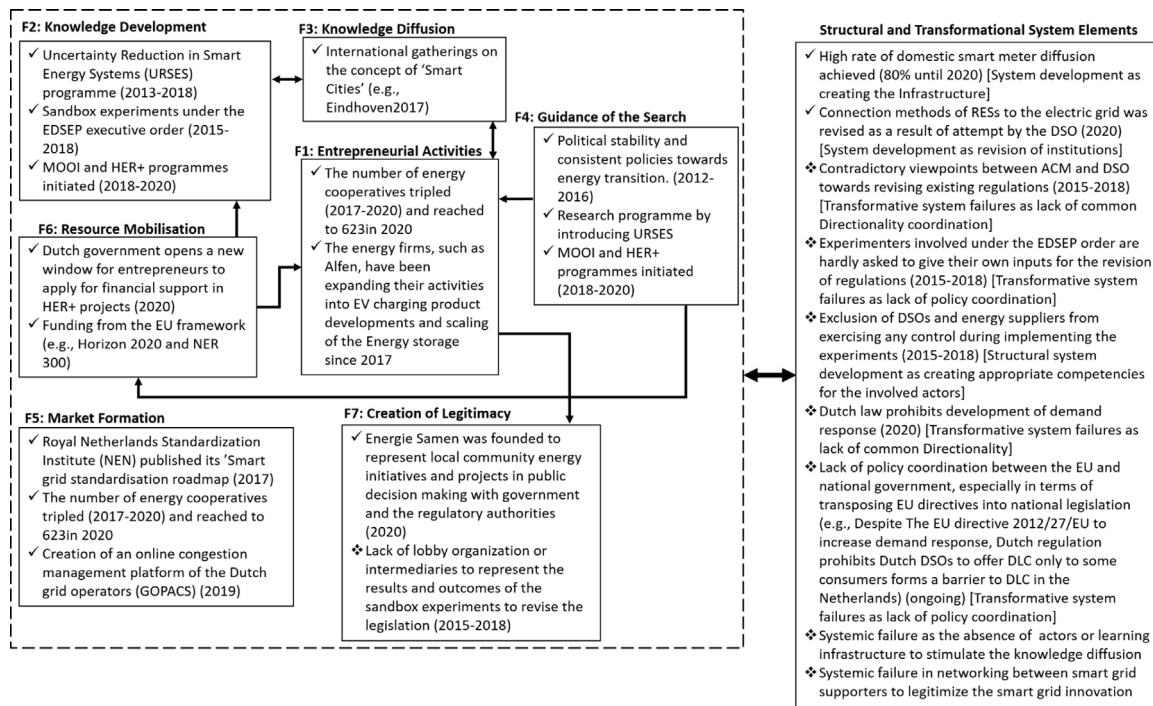 F2: Knowledge Development
✓ Uncertainty Reduction in Smart
Energy Systems (URSES)
programme (2013-2018)
✓ Sandbox experiments under the
EDSEP executive order (2015-
2018)
✓ MOOI and HER+ programmes
initiated (2018-2020)
F3: Knowledge Diffusion
✓ International gatherings on
the concept of ‘Smart
Cities’ (e.g.,
Eindhoven2017)
F4: Guidance of the Search
✓ Political stability and
consistent policies towards
energy transition. (2012-
2016)
✓ Research programme by
introducing URSES
✓ MOOI and HER+
programmes initiated
(2018-2020)
F1: Entrepreneurial Activities
✓ The number of energy
cooperatives tripled
(2017-2020) and reached
to 623in 2020
✓ The energy firms, such as
Alfen, have been
expanding their activities
into EV charging product
developments and scaling
of the Energy storage
since 2017
F6: Resource Mobilisation
✓ Dutch government opens a new
window for entrepreneurs to
apply for financial support in
HER+ projects (2020)
✓ Funding from the EU framework
(e.g., Horizon 2020 and NER
300)
F5: Market Formation
✓ Royal Netherlands Standardization
Institute (NEN) published its ’Smart
grid standardisation roadmap (2017)
✓ The number of energy cooperatives
tripled (2017-2020) and reached to
623in 2020
✓ Creation of an online congestion
management platform of the Dutch
grid operators (GOPACS) (2019)
F7: Creation of Legitimacy
✓ Energie Samen was founded to
represent local community energy
initiatives and projects in public
decision making with government
and the regulatory authorities
(2020)
❖ Lack of lobby organization or
intermediaries to represent the
results and outcomes of the
sandbox experiments to revise the
legislation (2015-2018)
Structural and Transformational System Elements
✓ High rate of domestic smart meter diffusion
achieved (80% until 2020) [System development as
creating the Infrastructure]
✓ Connection methods of RESs to the electric grid was
revised as a result of attempt by the DSO (2020)
[System development as revision of institutions]
❖ Contradictory viewpoints between ACM and DSO
towards revising existing regulations (2015-2018)
[Transformative system failures as lack of common
Directionality coordination]
❖ Experimenters involved under the EDSEP order are
hardly asked to give their own inputs for the revision
of regulations (2015-2018) [Transformative system
failures as lack of policy coordination]
❖ Exclusion of DSOs and energy suppliers from
exercising any control during implementing the
experiments (2015-2018) [Structural system
development as creating appropriate competencies
for the involved actors]
❖ Dutch law prohibits development of demand
response (2020) [Transformative system failures as
lack of common Directionality]
❖ Lack of policy coordination between the EU and
national government, especially in terms of
transposing EU directives into national legislation
(e.g., Despite The EU directive 2012/27/EU to
increase demand response, Dutch regulation
prohibits Dutch DSOs to offer DLC only to some
consumers forms a barrier to DLC in the
Netherlands) (ongoing) [Transformative system
failures as lack of policy coordination]
❖ Systemic failure as the absence of actors or learning
infrastructure to stimulate the knowledge diffusion
❖ Systemic failure in networking between smart grid
supporters to legitimize the smart grid innovation